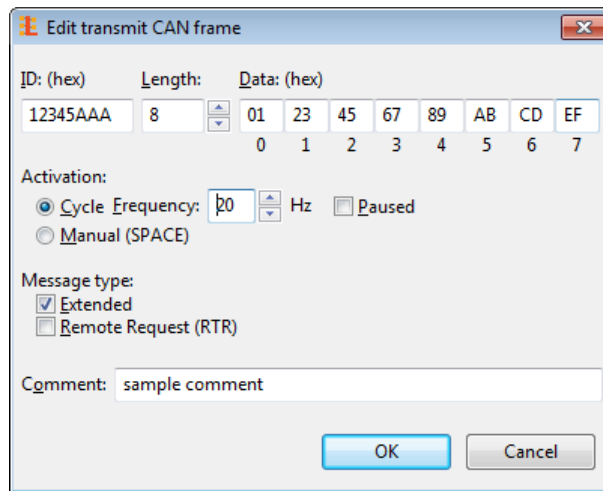 Edit transmit CAN frame
ID: (hex) Length: Data: (hex)
12345AAA 8 01 23 45 67 89 AB CD EF
0 1 2 3 4 5 6 7
Activation:
Cycle Frequency: 20 Hz Paused
Manual (SPACE)
Message type:
Extended
Remote Request (RTR)
Comment: sample comment
OK Cancel